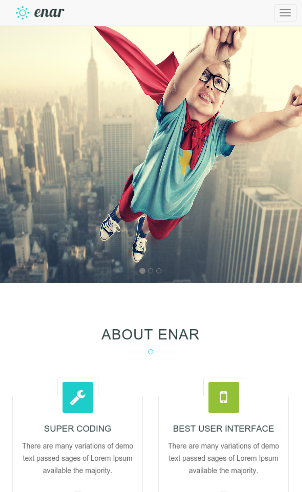 enar
ABOUT ENAR
SUPER CODING
There are many variations of demo
text passed sages of Lorem Ipsum
available the majority.
BEST USER INTERFACE
There are many variations of demo
text passed sages of Lorem Ipsum
available the majority.